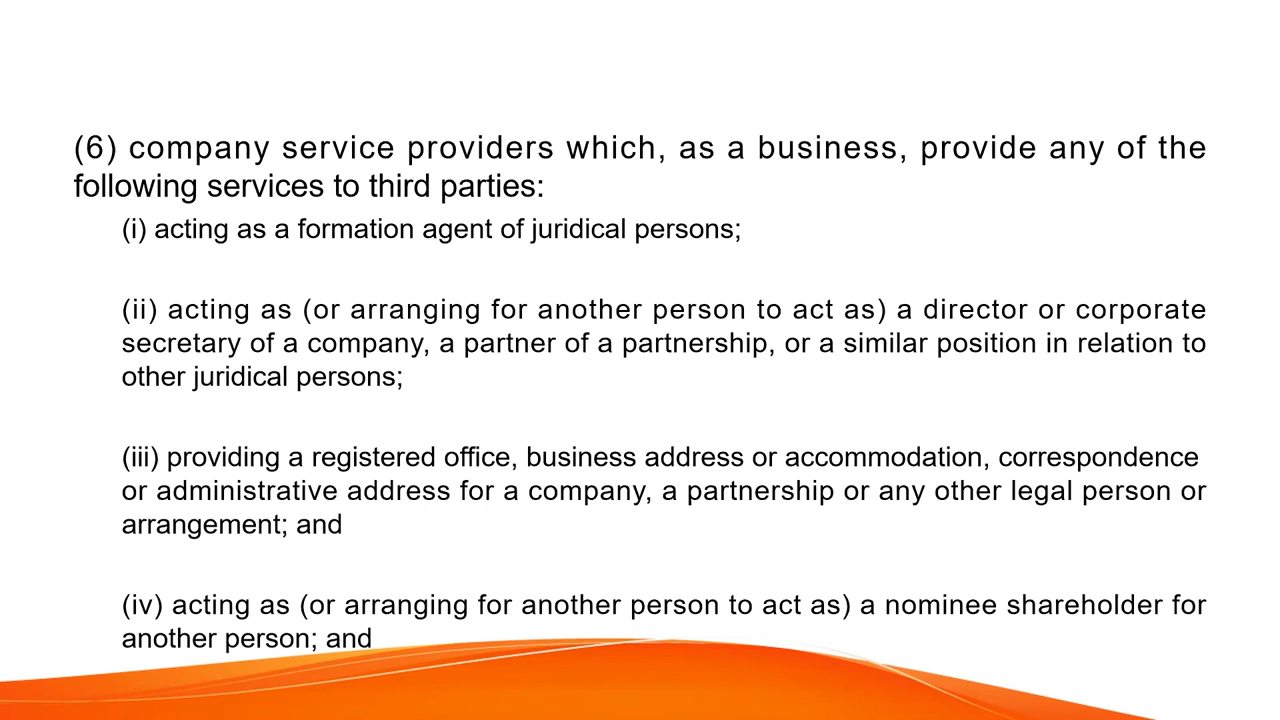 (6) company service providers which, as a business, provide any of the
following services to third parties:
(i) acting as a formation agent of juridical persons;
(ii) acting as (or arranging for another person to act as) a director or corporate
secretary of a company, a partner of a partnership, or a similar position in relation to
other juridical persons;
(iii) providing a registered office, business address or accommodation, correspondence
or administrative address for a company, a partnership or any other legal person or
arrangement; and
(iv) acting as (or arranging for another person to act as) a nominee shareholder for
another person; and